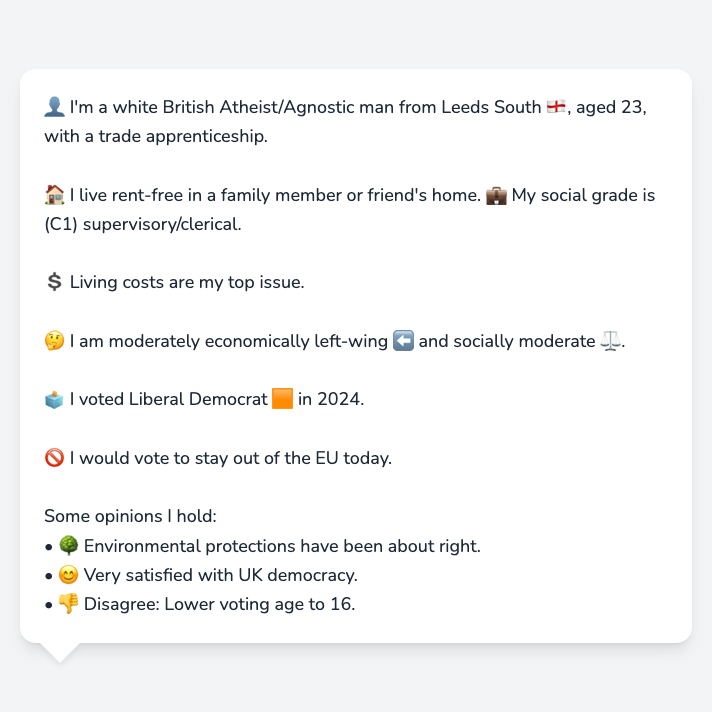 👤 I'm a white British Atheist/Agnostic man from Leeds South 🏴󠁧󠁢󠁥󠁮󠁧󠁿, aged 23,
with a trade apprenticeship.
🏠 I live rent-free in a family member or friend's home. 💼 My social grade is
(C1) supervisory/clerical.
💲 Living costs are my top issue.
🤔 I am moderately economically left-wing ⬅️ and socially moderate ⚖️.
🗳️ I voted Liberal Democrat 🟧 in 2024.
🚫 I would vote to stay out of the EU today.
Some opinions I hold:
• 🌳 Environmental protections have been about right.
• 😊 Very satisfied with UK democracy.
• 👎 Disagree: Lower voting age to 16.